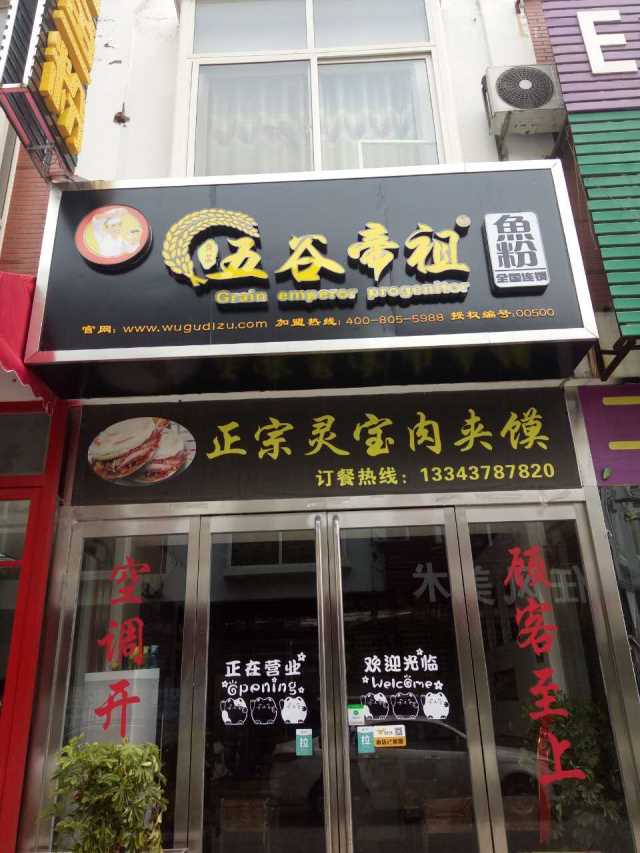 五谷帝祖
Grain emperor progenitor
魚粉
全国连锁
官网：www.wugudizu.com 加盟热线：400-805-5988 授权编号：00500
正宗灵宝肉夹馍
订餐热线：13343787820
空调开
顾客至上
正在营业
Opening
欢迎光临
Welcome
拉
拉
E